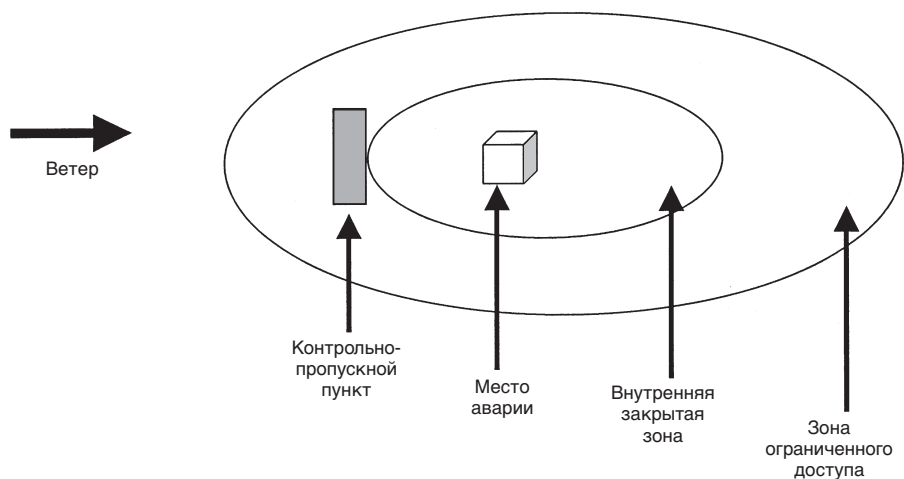 Ветер
Контрольно-
пропускной
пункт
Место
аварии
Внутренняя
закрытая
зона
Зона
ограниченного
доступа